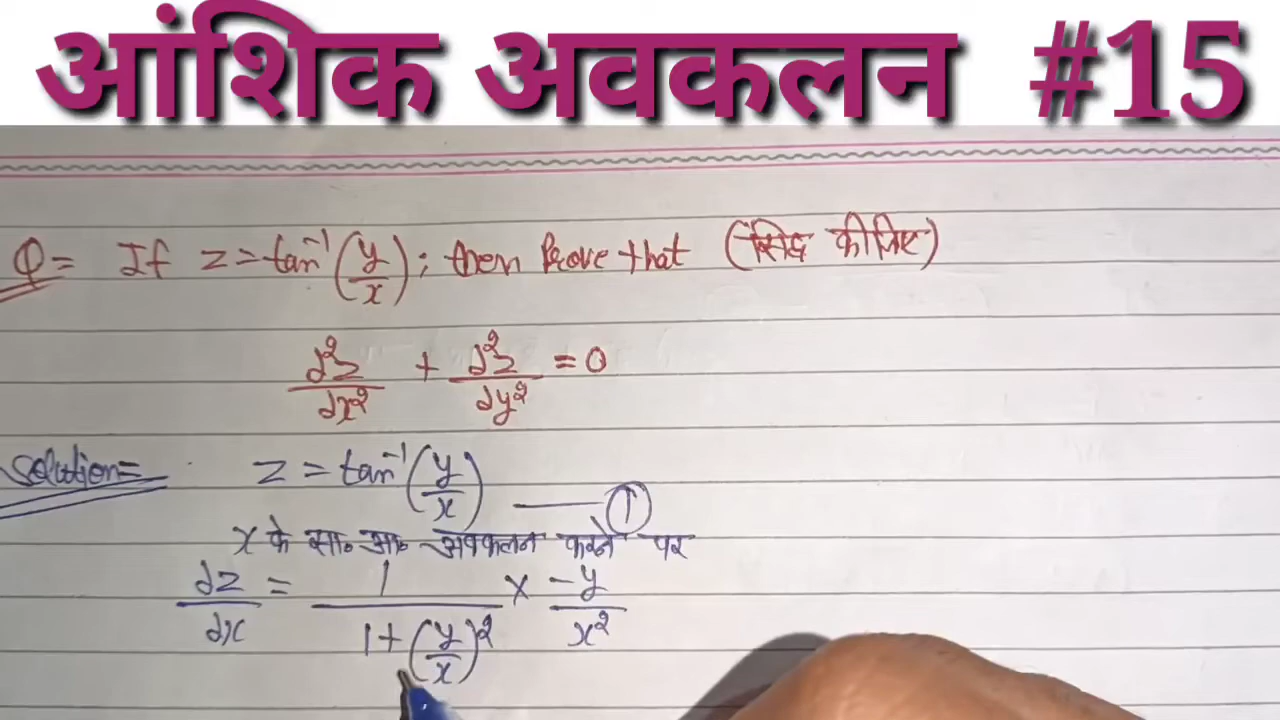 आंशिक अवकलन #15
Q= If z=tan⁻¹(y/x); then Prove that (सिद्ध कीजिए)
∂²z/∂x² + ∂²z/∂y² = 0
Solution= z = tan⁻¹(y/x) —— (1)
x के सा॰ आ॰ अवकलन करने पर
∂z/∂x = 1/(1+(y/x)²) × -y/x²